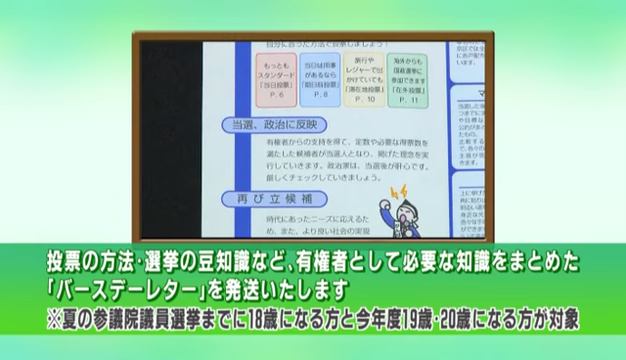 自分に合った方法で投票しましょう！
もっとも
スタンダード
「当日投票」
P. 6
当日は用事
があるなら
「期日前投票」
P. 8
旅行や
レジャーで出
かけていても
「滞在地投票」
P. 10
海外からも
国政選挙に
参加できます
「在外投票」
P. 11
当選、政治に反映
有権者からの支持を得て、定数や必要な得票数を
満たした候補者が当選人となり、掲げた理念を実
行していきます。政治家は、当選後が肝心です。
厳しくチェックしていきましょう。
再び立候補
時代にあったニーズに応えるた
め、また、より良い社会の実現
投票の方法・選挙の豆知識など、有権者として必要な知識をまとめた
「バースデーレター」を発送いたします
※夏の参議院議員選挙までに18歳になる方と今年度19歳・20歳になる方が対象